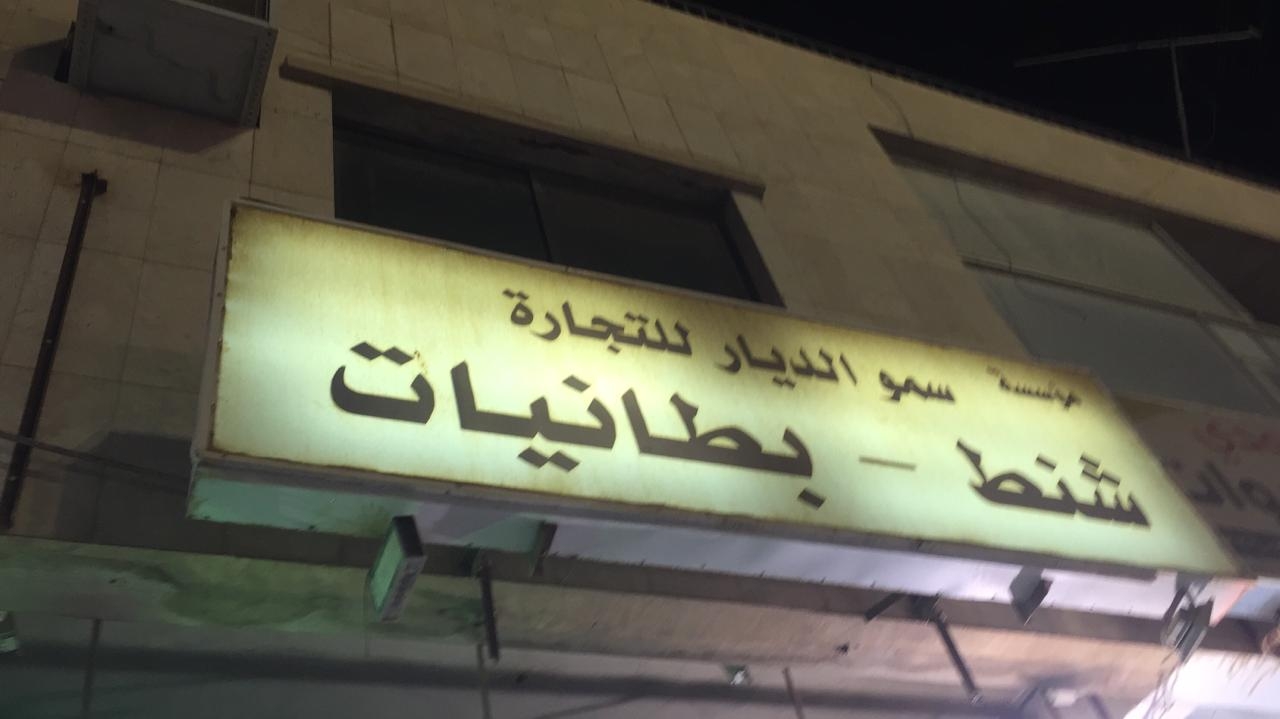 مؤسسة سمو الديار للتجارة
شنط - بطانيات